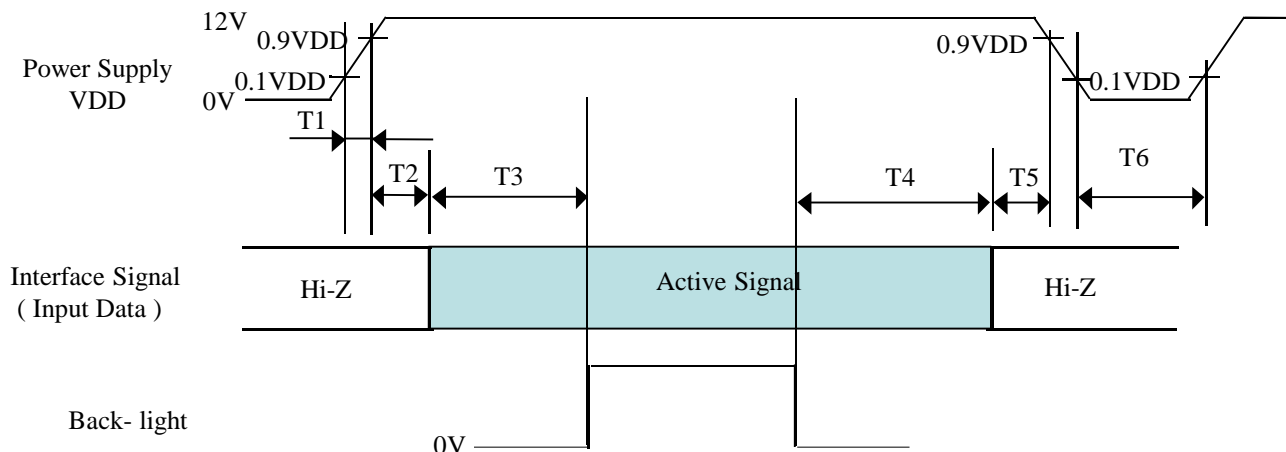 12V
0.9VDD
0.9VDD
Power Supply
VDD
0.1VDD
0.1VDD
0V
T1
T2
T3
T4
T5
T6
Interface Signal
( Input Data )
Hi-Z
Active Signal
Hi-Z
Back- light
0V